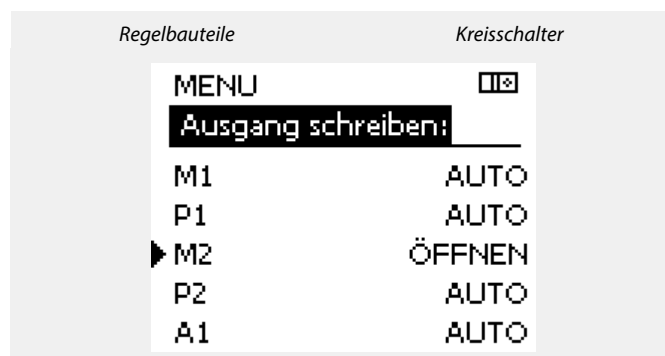 Regelbauteile Kreisschalter
MENU
Ausgang schreiben:
M1 AUTO
P1 AUTO
M2 ÖFFNEN
P2 AUTO
A1 AUTO